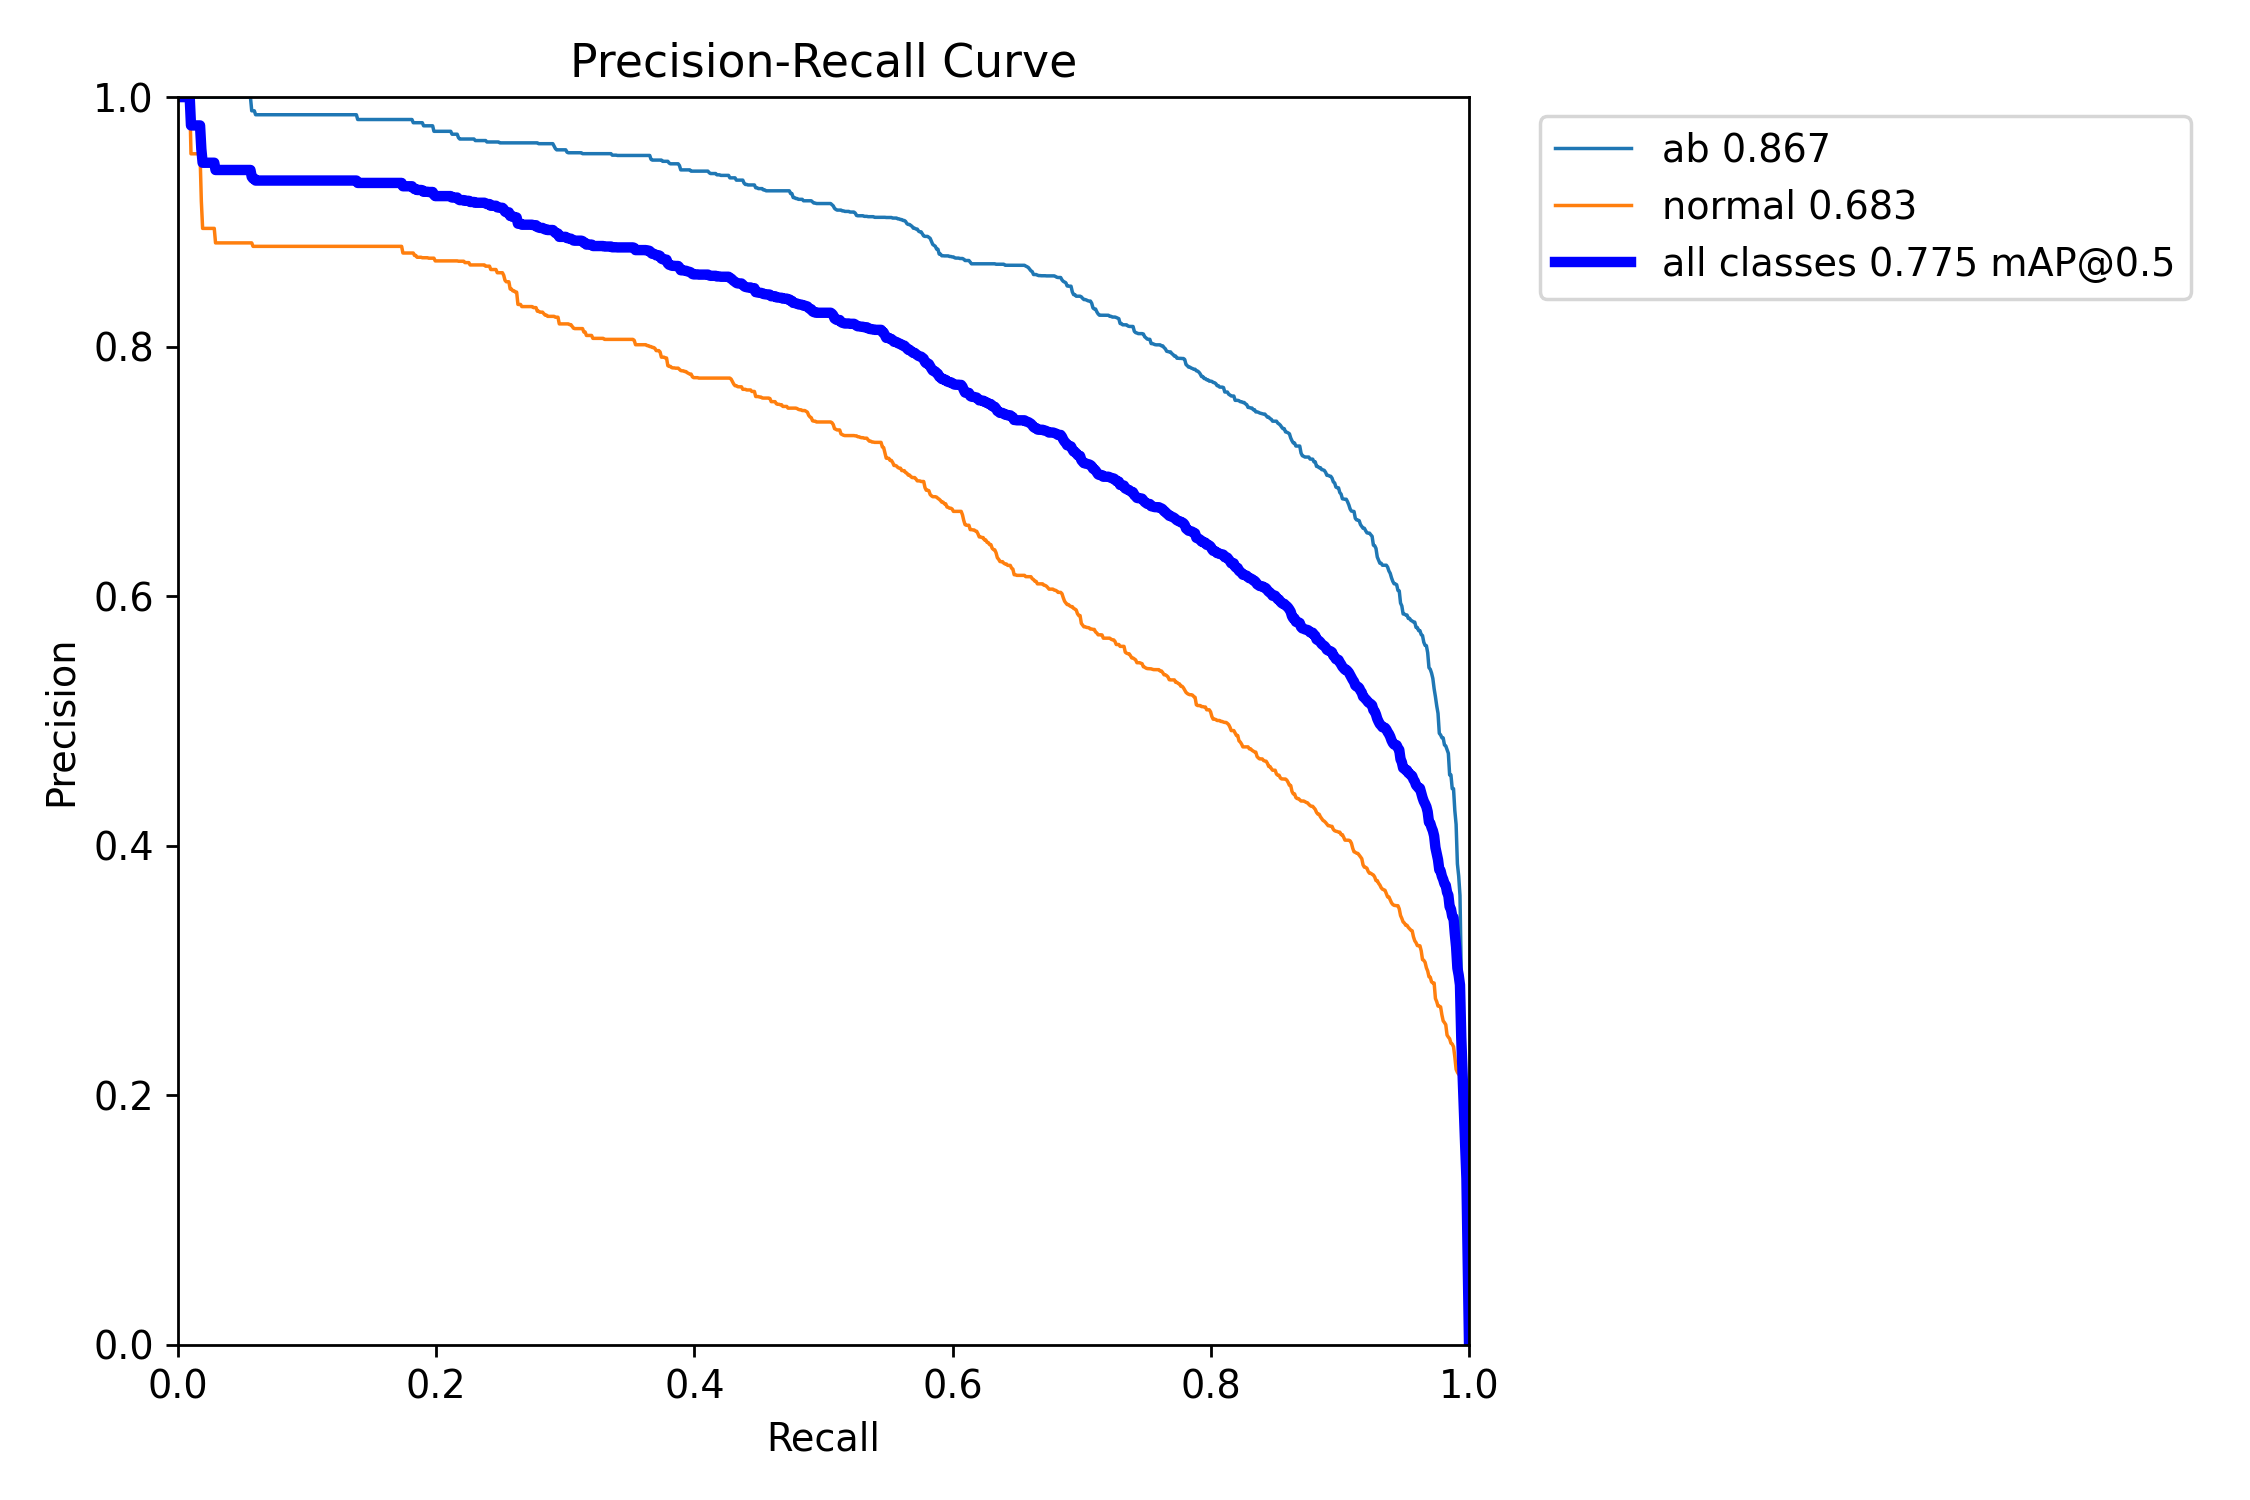 Precision-Recall Curve
1.0
0.8
0.6
0.4
0.2
0.0
Precision
0.0 0.2 0.4 0.6 0.8 1.0
Recall
ab 0.867
normal 0.683
all classes 0.775 mAP@0.5